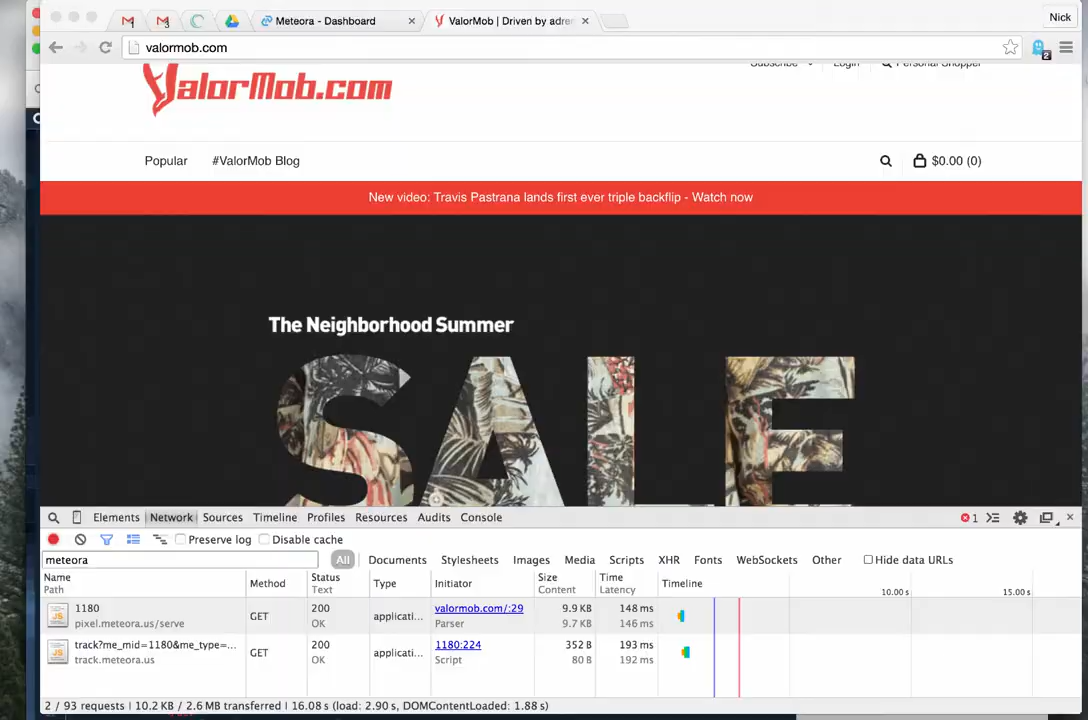 Meteora - Dashboard
ValorMob | Driven by adre
Nick
valormob.com
2
Subscribe Login Personal Shopper
ValorMob.com
Popular #ValorMob Blog $0.00 (0)
New video: Travis Pastrana lands first ever triple backflip - Watch now
The Neighborhood Summer
SALE
Elements Network Sources Timeline Profiles Resources Audits Console 1
Preserve log Disable cache
meteora All Documents Stylesheets Images Media Scripts XHR Fonts WebSockets Other Hide data URLs
Name Method Status Type Initiator Size Time Timeline
Path Text Content Latency 10.00 s 15.00 s
1180 GET 200 applicati... valormob.com/:29 9.9 KB 148 ms
pixel.meteora.us/serve OK Parser 9.7 KB 146 ms
track?me_mid=1180&me_type=... GET 200 applicati... 1180:224 352 B 193 ms
track.meteora.us OK Script 80 B 192 ms
2 / 93 requests | 10.2 KB / 2.6 MB transferred | 16.08 s (load: 2.90 s, DOMContentLoaded: 1.88 s)